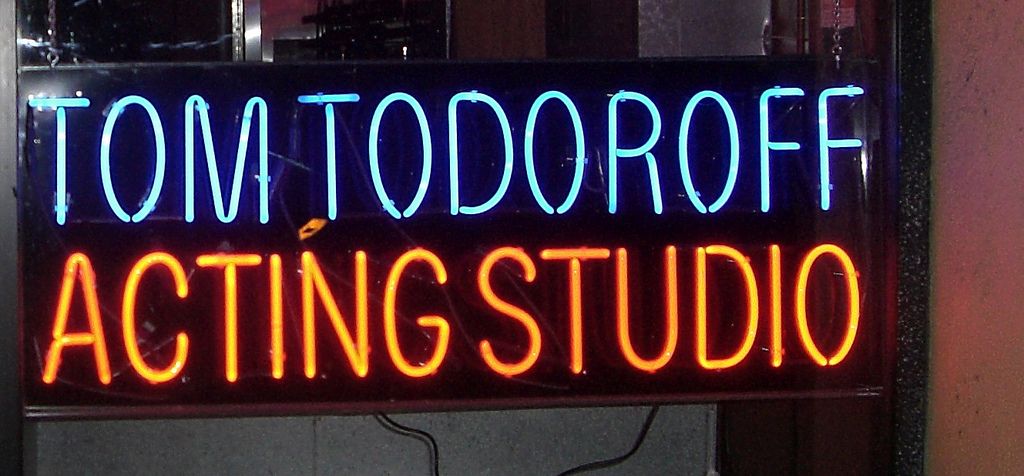 TOM TODOROFF
ACTING STUDIO